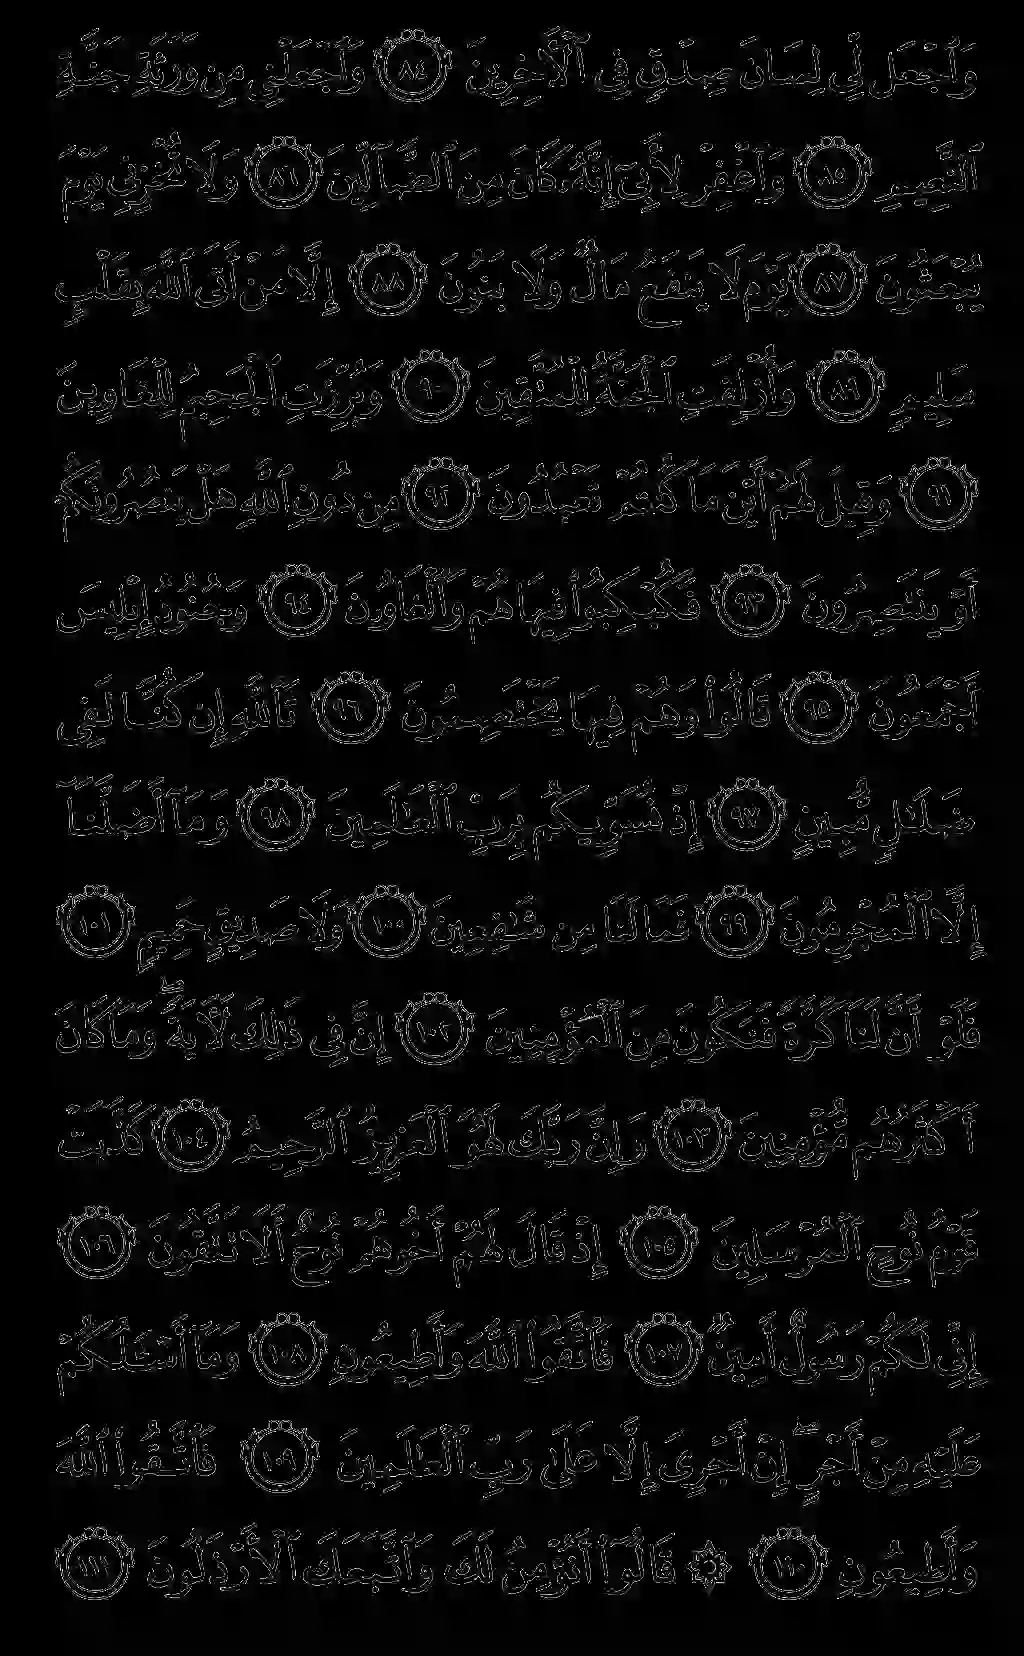 وَٱجْعَل لِّى لِسَانَ صِدْقٍ فِى ٱلْـَٔاخِرِينَ ٨٤ وَٱجْعَلْنِى مِن وَرَثَةِ جَنَّةِ
ٱلنَّعِيمِ ٨٥ وَٱغْفِرْ لِأَبِىٓ إِنَّهُۥ كَانَ مِنَ ٱلضَّآلِّينَ ٨٦ وَلَا تُخْزِنِى يَوْمَ
يُبْعَثُونَ ٨٧ يَوْمَ لَا يَنفَعُ مَالٌ وَلَا بَنُونَ ٨٨ إِلَّا مَنْ أَتَى ٱللَّهَ بِقَلْبٍ
سَلِيمٍ ٨٩ وَأُزْلِفَتِ ٱلْجَنَّةُ لِلْمُتَّقِينَ ٩٠ وَبُرِّزَتِ ٱلْجَحِيمُ لِلْغَاوِينَ
٩١ وَقِيلَ لَهُمْ أَيْنَ مَا كُنتُمْ تَعْبُدُونَ ٩٢ مِن دُونِ ٱللَّهِ هَلْ يَنصُرُونَكُمْ
أَوْ يَنتَصِرُونَ ٩٣ فَكُبْكِبُوا۟ فِيهَا هُمْ وَٱلْغَاوُۥنَ ٩٤ وَجُنُودُ إِبْلِيسَ
أَجْمَعُونَ ٩٥ قَالُوا۟ وَهُمْ فِيهَا يَخْتَصِمُونَ ٩٦ تَٱللَّهِ إِن كُنَّا لَفِى
ضَلَـٰلٍ مُّبِينٍ ٩٧ إِذْ نُسَوِّيكُم بِرَبِّ ٱلْعَـٰلَمِينَ ٩٨ وَمَآ أَضَلَّنَآ
إِلَّا ٱلْمُجْرِمُونَ ٩٩ فَمَا لَنَا مِن شَـٰفِعِينَ ١٠٠ وَلَا صَدِيقٍ حَمِيمٍ ١٠١
فَلَوْ أَنَّ لَنَا كَرَّةً فَنَكُونَ مِنَ ٱلْمُؤْمِنِينَ ١٠٢ إِنَّ فِى ذَٰلِكَ لَـَٔايَةً ۖ وَمَا كَانَ
أَكْثَرُهُم مُّؤْمِنِينَ ١٠٣ وَإِنَّ رَبَّكَ لَهُوَ ٱلْعَزِيزُ ٱلرَّحِيمُ ١٠٤ كَذَّبَتْ
قَوْمُ نُوحٍ ٱلْمُرْسَلِينَ ١٠٥ إِذْ قَالَ لَهُمْ أَخُوهُمْ نُوحٌ أَلَا تَتَّقُونَ ١٠٦
إِنِّى لَكُمْ رَسُولٌ أَمِينٌ ١٠٧ فَٱتَّقُوا۟ ٱللَّهَ وَأَطِيعُونِ ١٠٨ وَمَآ أَسْـَٔلُكُمْ
عَلَيْهِ مِنْ أَجْرٍ ۖ إِنْ أَجْرِىَ إِلَّا عَلَىٰ رَبِّ ٱلْعَـٰلَمِينَ ١٠٩ فَٱتَّقُوا۟ ٱللَّهَ
وَأَطِيعُونِ ١١٠ ۞ قَالُوٓا۟ أَنُؤْمِنُ لَكَ وَٱتَّبَعَكَ ٱلْأَرْذَلُونَ ١١١